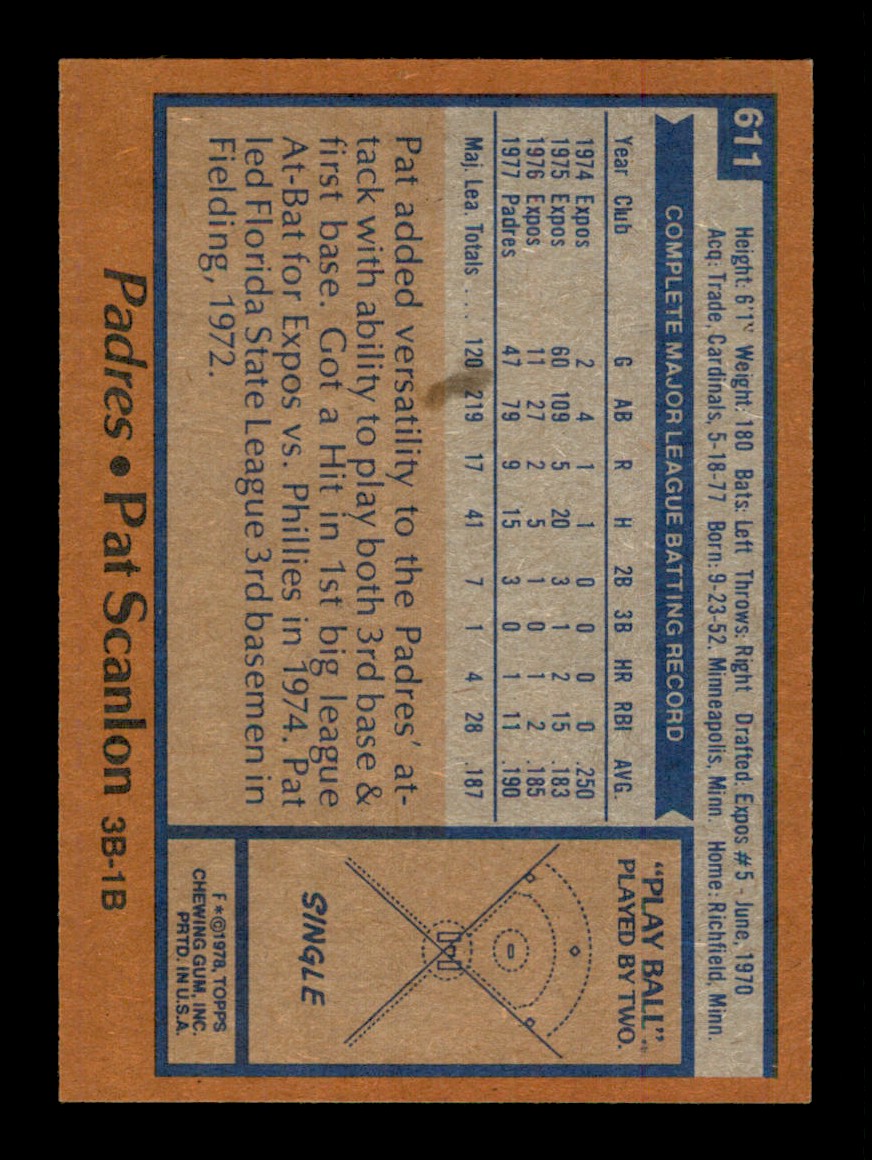 611
Height: 6'1" Weight: 180 Bats: Left Throws: Right Drafted: Expos #5 - June, 1970
Acq: Trade, Cardinals, 5-18-77 Born: 9-23-52, Minneapolis, Minn. Home: Richfield, Minn.
COMPLETE MAJOR LEAGUE BATTING RECORD
Year Club G AB R H 2B 3B HR RBI AVG.
1974 Expos 2 4 1 1 0 0 0 0 .250
1975 Expos 60 109 5 20 3 1 2 15 .183
1976 Expos 11 27 2 5 1 0 1 2 .185
1977 Padres 47 79 9 15 3 0 1 11 .190
Maj. Lea. Totals .... 120 219 17 41 7 1 4 28 .187
Pat added versatility to the Padres' at-
tack with ability to play both 3rd base &
first base. Got a Hit in 1st big league
At-Bat for Expos vs. Phillies in 1974. Pat
led Florida State League 3rd basemen in
Fielding, 1972.
"PLAY BALL"
PLAYED BY TWO.
SINGLE
F*©1978, TOPPS
CHEWING GUM, INC.
PRTD. IN U.S.A.
Padres • Pat Scanlon 3B-1B